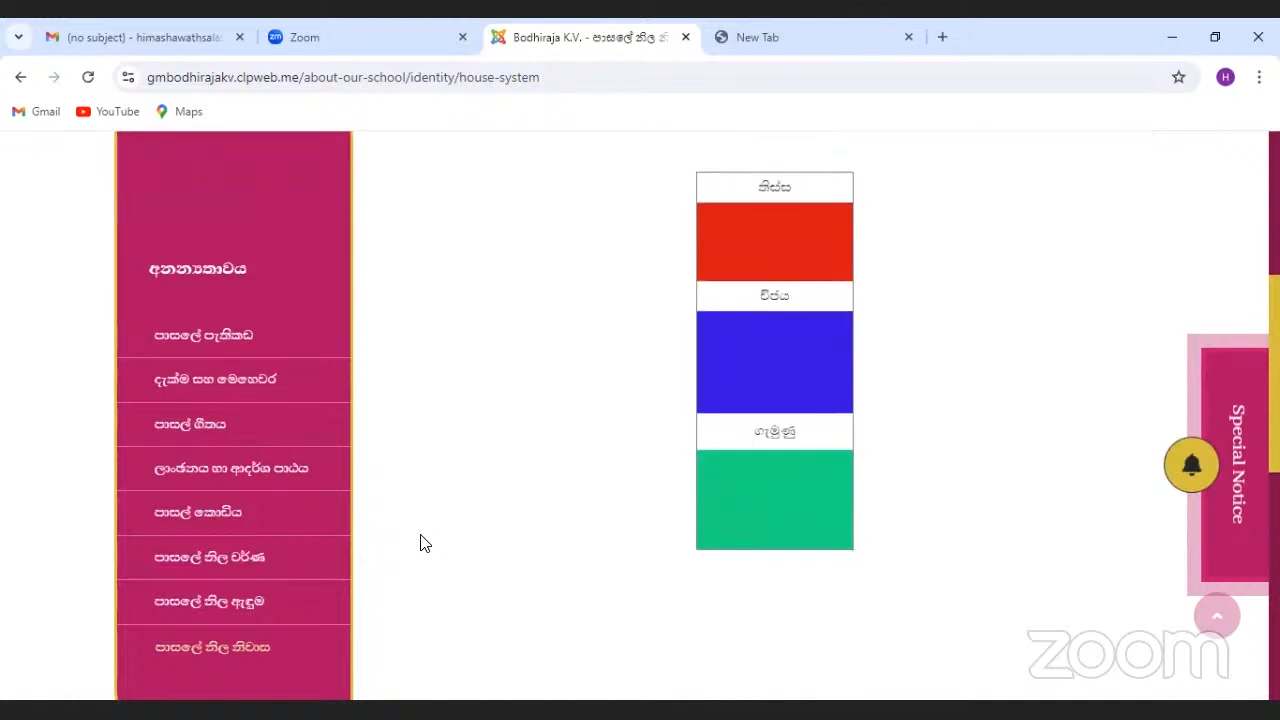 (no subject) - himashawathsala
Zoom
Bodhiraja K.V. - පාසලේ නිල නි
New Tab
gmbodhirajakv.clpweb.me/about-our-school/identity/house-system
H
Gmail
YouTube
Maps
අනන්‍යතාවය
පාසලේ පැතිකඩ
දැක්ම සහ මෙහෙවර
පාසල් ගීතය
ලාංඡනය හා ආදර්ශ පාඨය
පාසල් කොඩිය
පාසලේ නිල වර්ණ
පාසලේ නිල ඇඳුම
පාසලේ නිල නිවාස
තිස්ස
විජය
ගැමුණු
Special Notice
zoom